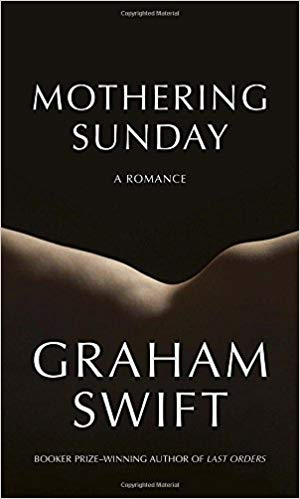 MOTHERING
SUNDAY
A ROMANCE
GRAHAM
SWIFT
BOOKER PRIZE–WINNING AUTHOR OF LAST ORDERS